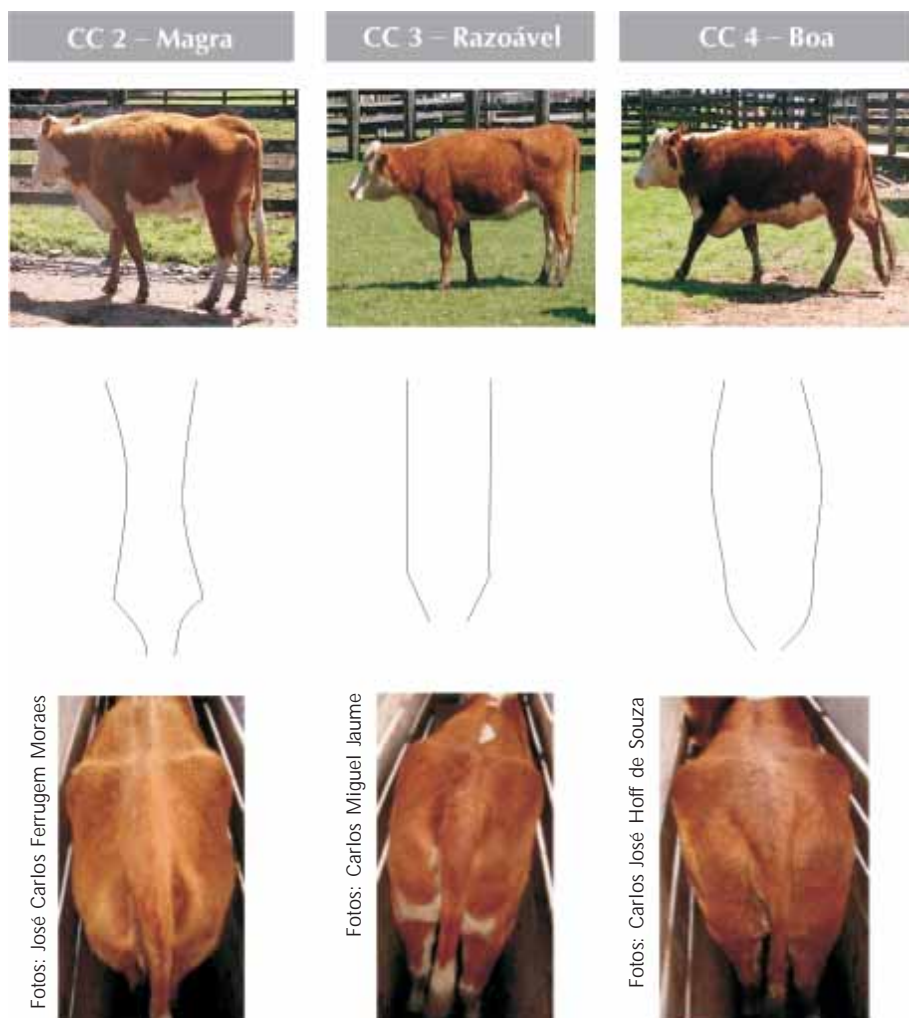 CC 2 – Magra
CC 3 – Razoável
CC 4 – Boa
Fotos: José Carlos Ferrugem Moraes
Fotos: Carlos Miguel Jaume
Fotos: Carlos José Hoff de Souza